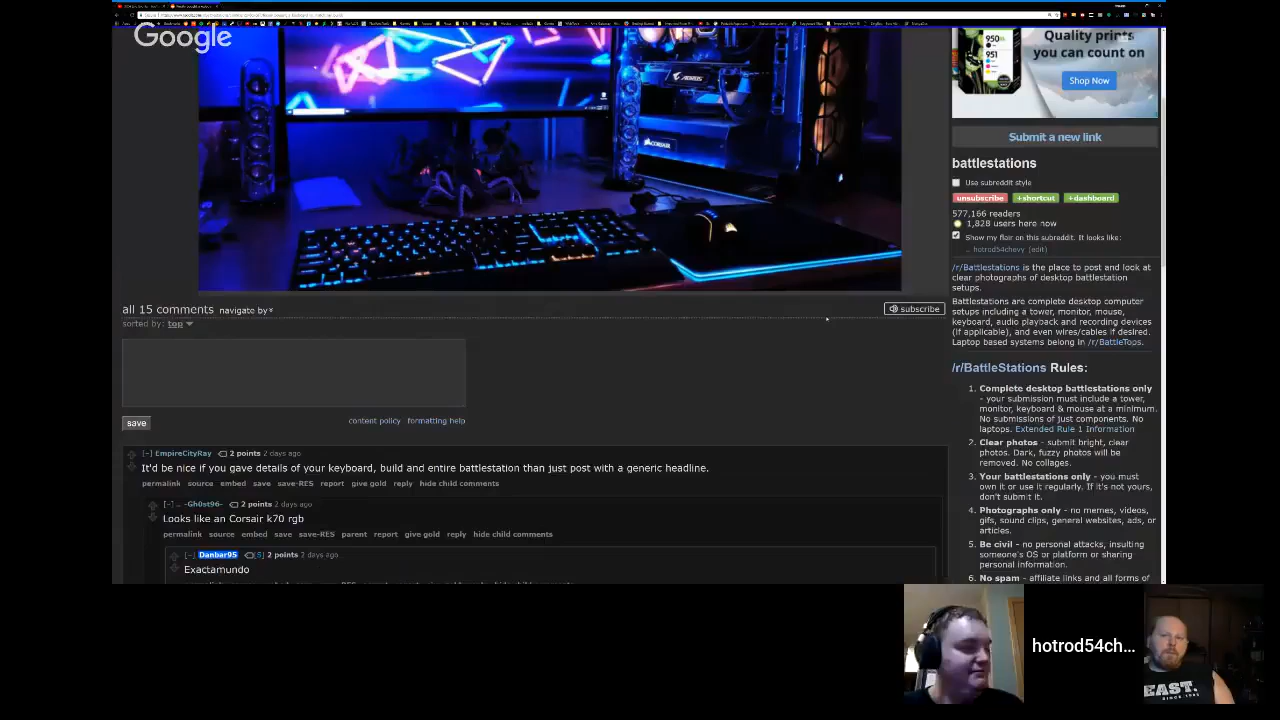 Google
AORUS
CORSAIR
950
951
Quality prints
you can count on
Shop Now
Submit a new link
battlestations
Use subreddit style
unsubscribe +shortcut +dashboard
577,166 readers
1,828 users here now
Show my flair on this subreddit. It looks like:
hotrod54chevy (edit)
/r/Battlestations is the place to post and look at
clear photographs of desktop battlestation
setups.
Battlestations are complete desktop computer
setups including a tower, monitor, mouse,
keyboard, audio playback and recording devices
(if applicable), and even wires/cables if desired.
Laptop based systems belong in /r/BattleTops.
/r/BattleStations Rules:
1. Complete desktop battlestations only
- your submission must include a tower,
monitor, keyboard & mouse at a minimum.
No submissions of just components. No
laptops. Extended Rule 1 Information
2. Clear photos - submit bright, clear
photos. Dark, fuzzy photos will be
removed. No collages.
3. Your battlestations only - you must
own it or use it regularly. If it's not yours,
don't submit it.
4. Photographs only - no memes, videos,
gifs, sound clips, general websites, ads, or
articles.
5. Be civil - no personal attacks, insulting
someone's OS or platform or sharing
personal information.
6. No spam - affiliate links and all forms of
all 15 comments navigate by
subscribe
sorted by: top
save
content policy formatting help
[-] EmpireCityRay 2 points 2 days ago
It'd be nice if you gave details of your keyboard, build and entire battlestation than just post with a generic headline.
permalink source embed save save-RES report give gold reply hide child comments
[-] -Gh0st96- 2 points 2 days ago
Looks like an Corsair k70 rgb
permalink source embed save save-RES parent report give gold reply hide child comments
[-] Danbar95 [S] 2 points 2 days ago
Exactamundo
hotrod54ch...
EAST.